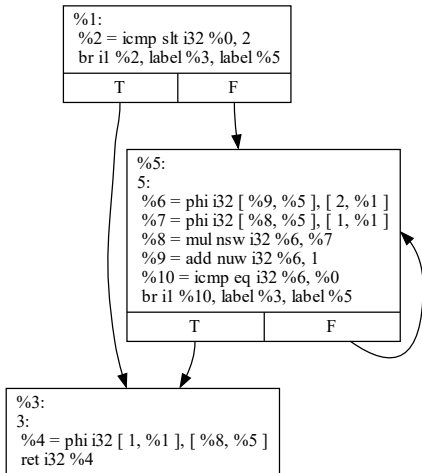 %1:
%2 = icmp slt i32 %0, 2
br i1 %2, label %3, label %5
T
F
%5:
5:
%6 = phi i32 [ %9, %5 ], [ 2, %1 ]
%7 = phi i32 [ %8, %5 ], [ 1, %1 ]
%8 = mul nsw i32 %6, %7
%9 = add nuw i32 %6, 1
%10 = icmp eq i32 %6, %0
br i1 %10, label %3, label %5
T
F
%3:
3:
%4 = phi i32 [ 1, %1 ], [ %8, %5 ]
ret i32 %4